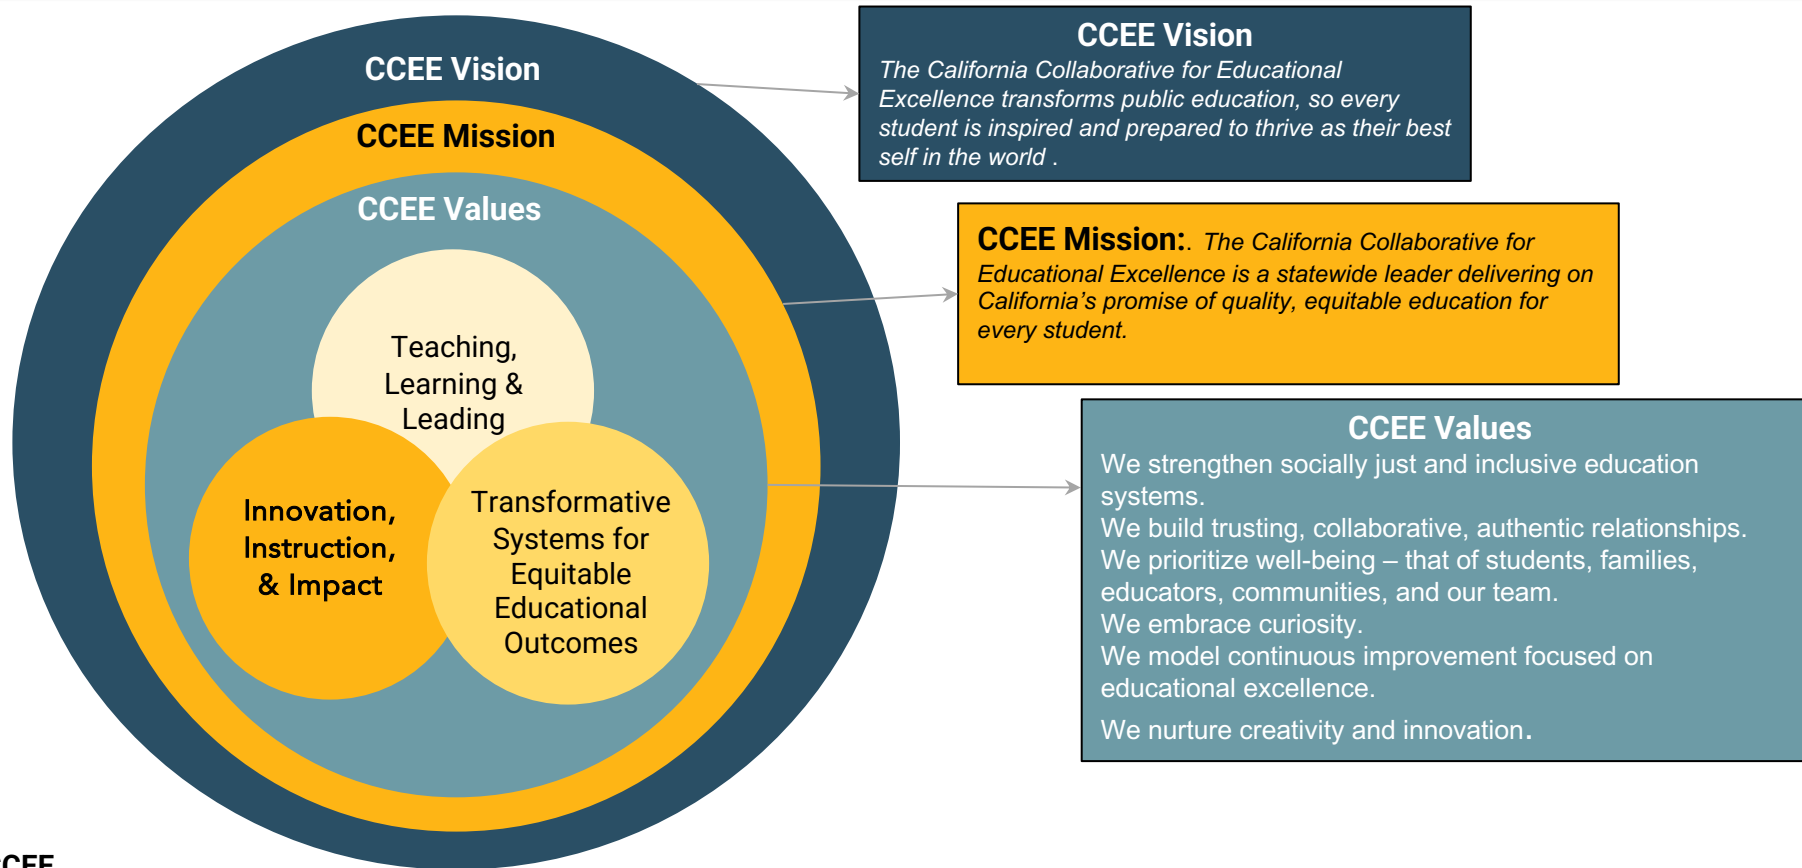 CCEE Vision
CCEE Mission
CCEE Values
Teaching,
Learning &
Leading
Innovation,
Instruction,
& Impact
Transformative
Systems for
Equitable
Educational
Outcomes
CCEE Vision
The California Collaborative for Educational
Excellence transforms public education, so every
student is inspired and prepared to thrive as their best
self in the world .
CCEE Mission:. The California Collaborative for
Educational Excellence is a statewide leader delivering on
California’s promise of quality, equitable education for
every student.
CCEE Values
We strengthen socially just and inclusive education
systems.
We build trusting, collaborative, authentic relationships.
We prioritize well-being – that of students, families,
educators, communities, and our team.
We embrace curiosity.
We model continuous improvement focused on
educational excellence.
We nurture creativity and innovation.